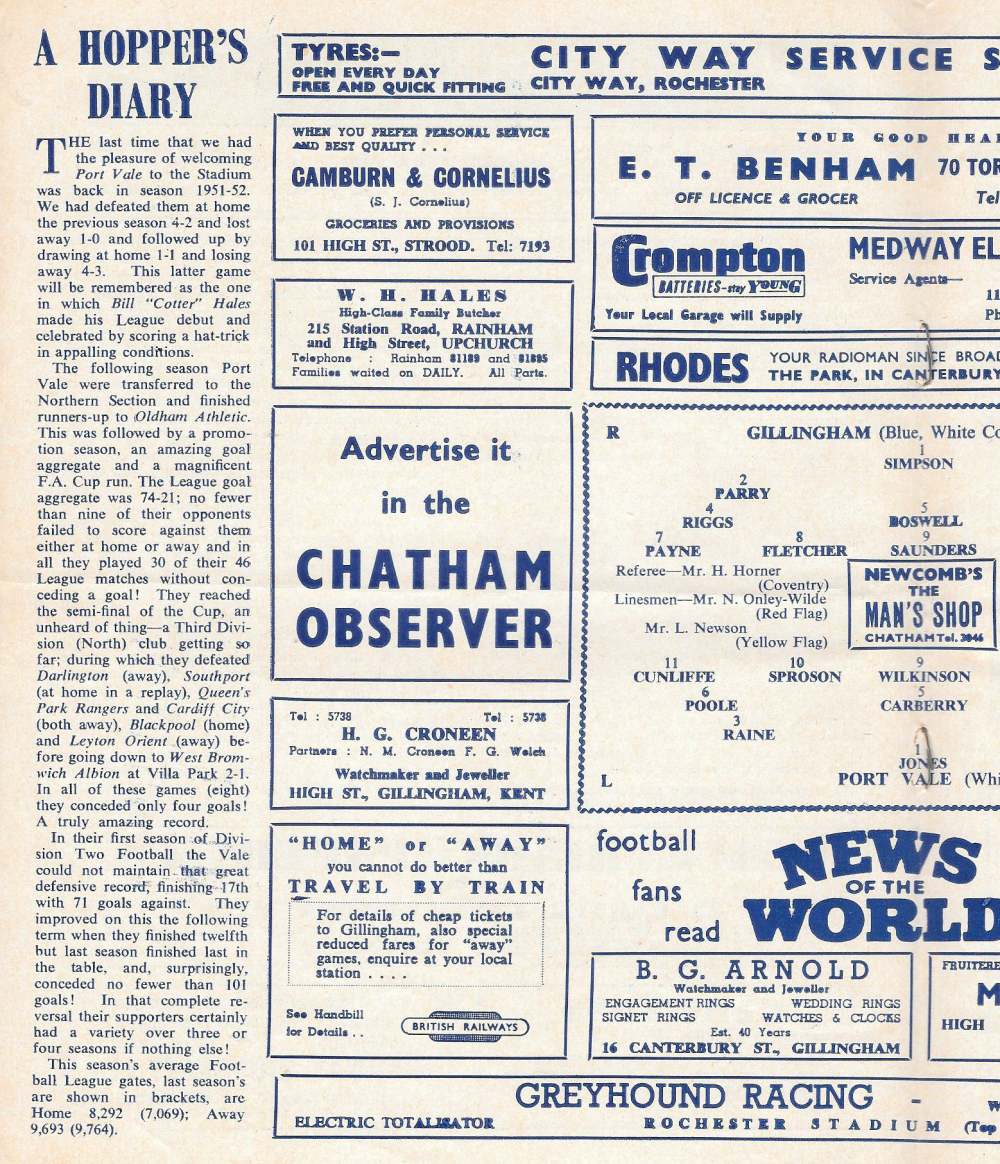 A HOPPER'S
DIARY
THE last time that we had
the pleasure of welcoming
Port Vale to the Stadium
was back in season 1951-52.
We had defeated them at home
the previous season 4-2 and lost
away 1-0 and followed up by
drawing at home 1-1 and losing
away 4-3. This latter game
will be remembered as the one
in which Bill "Cotter" Hales
made his League debut and
celebrated by scoring a hat-trick
in appalling conditions.
The following season Port
Vale were transferred to the
Northern Section and finished
runners-up to Oldham Athletic.
This was followed by a promo-
tion season, an amazing goal
aggregate and a magnificent
F.A. Cup run. The League goal
aggregate was 74-21; no fewer
than nine of their opponents
failed to score against them
either at home or away and in
all they played 30 of their 46
League matches without con-
ceding a goal! They reached
the semi-final of the Cup, an
unheard of thing—a Third Divi-
sion (North) club getting so
far; during which they defeated
Darlington (away), Southport
(at home in a replay), Queen's
Park Rangers and Cardiff City
(both away), Blackpool (home)
and Leyton Orient (away) be-
fore going down to West Brom-
wich Albion at Villa Park 2-1.
In all of these games (eight)
they conceded only four goals!
A truly amazing record.
In their first season of Divi-
sion Two Football the Vale
could not maintain that great
defensive record, finishing 17th
with 71 goals against. They
improved on this the following
term when they finished twelfth
but last season finished last in
the table, and, surprisingly,
conceded no fewer than 101
goals! In that complete re-
versal their supporters certainly
had a variety over three or
four seasons if nothing else!
This season's average Foot-
ball League gates, last season's
are shown in brackets, are
Home 8,292 (7,069); Away
9,693 (9,764).
TYRES:—
OPEN EVERY DAY
FREE AND QUICK FITTING
CITY WAY SERVICE S
CITY WAY, ROCHESTER
WHEN YOU PREFER PERSONAL SERVICE
AND BEST QUALITY . . .
CAMBURN & CORNELIUS
(S. J. Cornelius)
GROCERIES AND PROVISIONS
101 HIGH ST., STROOD. Tel: 7193
YOUR GOOD HEA
E. T. BENHAM 70 TOR
OFF LICENCE & GROCER Tel
W. H. HALES
High-Class Family Butcher
215 Station Road, RAINHAM
and High Street, UPCHURCH
Telephone : Rainham 81189 and 81885
Families waited on DAILY. All Parts.
Crompton
BATTERIES-stay YOUNG
Your Local Garage will Supply
MEDWAY EL
Service Agents—
11
Ph
RHODES
YOUR RADIOMAN SINCE BROAD
THE PARK, IN CANTERBURY
Advertise it
in the
CHATHAM
OBSERVER
R GILLINGHAM (Blue, White Co
1
SIMPSON
2
PARRY
4 5
RIGGS BOSWELL
7 8 9
PAYNE FLETCHER SAUNDERS
Referee—Mr. H. Horner
(Coventry)
Linesmen—Mr. N. Onley-Wilde
(Red Flag)
Mr. L. Newson
(Yellow Flag)
NEWCOMB'S
THE
MAN'S SHOP
CHATHAM Tel. 3046
11 10 9
CUNLIFFE SPROSON WILKINSON
6 5
POOLE CARBERRY
3
RAINE
1
JONES
L PORT VALE (Whi
Tel : 5738 Tel : 5738
H. G. CRONEEN
Partners : N. M. Croneen F. G. Welch
Watchmaker and Jeweller
HIGH ST., GILLINGHAM, KENT
"HOME" or "AWAY"
you cannot do better than
TRAVEL BY TRAIN
For details of cheap tickets
to Gillingham, also special
reduced fares for "away"
games, enquire at your local
station . . . .
See Handbill
for Details . .
BRITISH RAILWAYS
football
fans
read
NEWS
OF THE
WORLD
B. G. ARNOLD
Watchmaker and Jeweller
ENGAGEMENT RINGS WEDDING RINGS
SIGNET RINGS WATCHES & CLOCKS
Est. 40 Years
16 CANTERBURY ST., GILLINGHAM
FRUITERE
M
HIGH
GREYHOUND RACING - W
ELECTRIC TOTALISATOR ROCHESTER STADIUM (Top